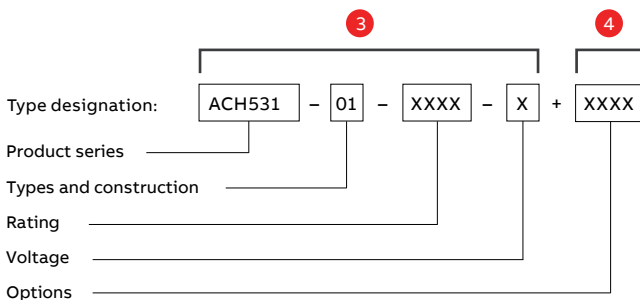 3 4
Type designation: ACH531 – 01 – XXXX – X + XXXX
Product series
Types and construction
Rating
Voltage
Options